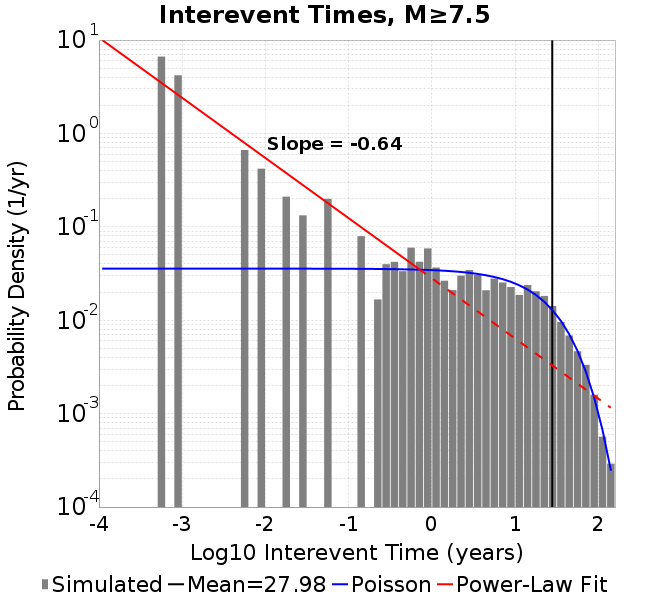 Interevent Times, M≥7.5
10^1
10^0
10^-1
10^-2
10^-3
10^-4
Probability Density (1/yr)
Slope = -0.64
-4 -3 -2 -1 0 1 2
Log10 Interevent Time (years)
Simulated Mean=27.98 Poisson Power-Law Fit